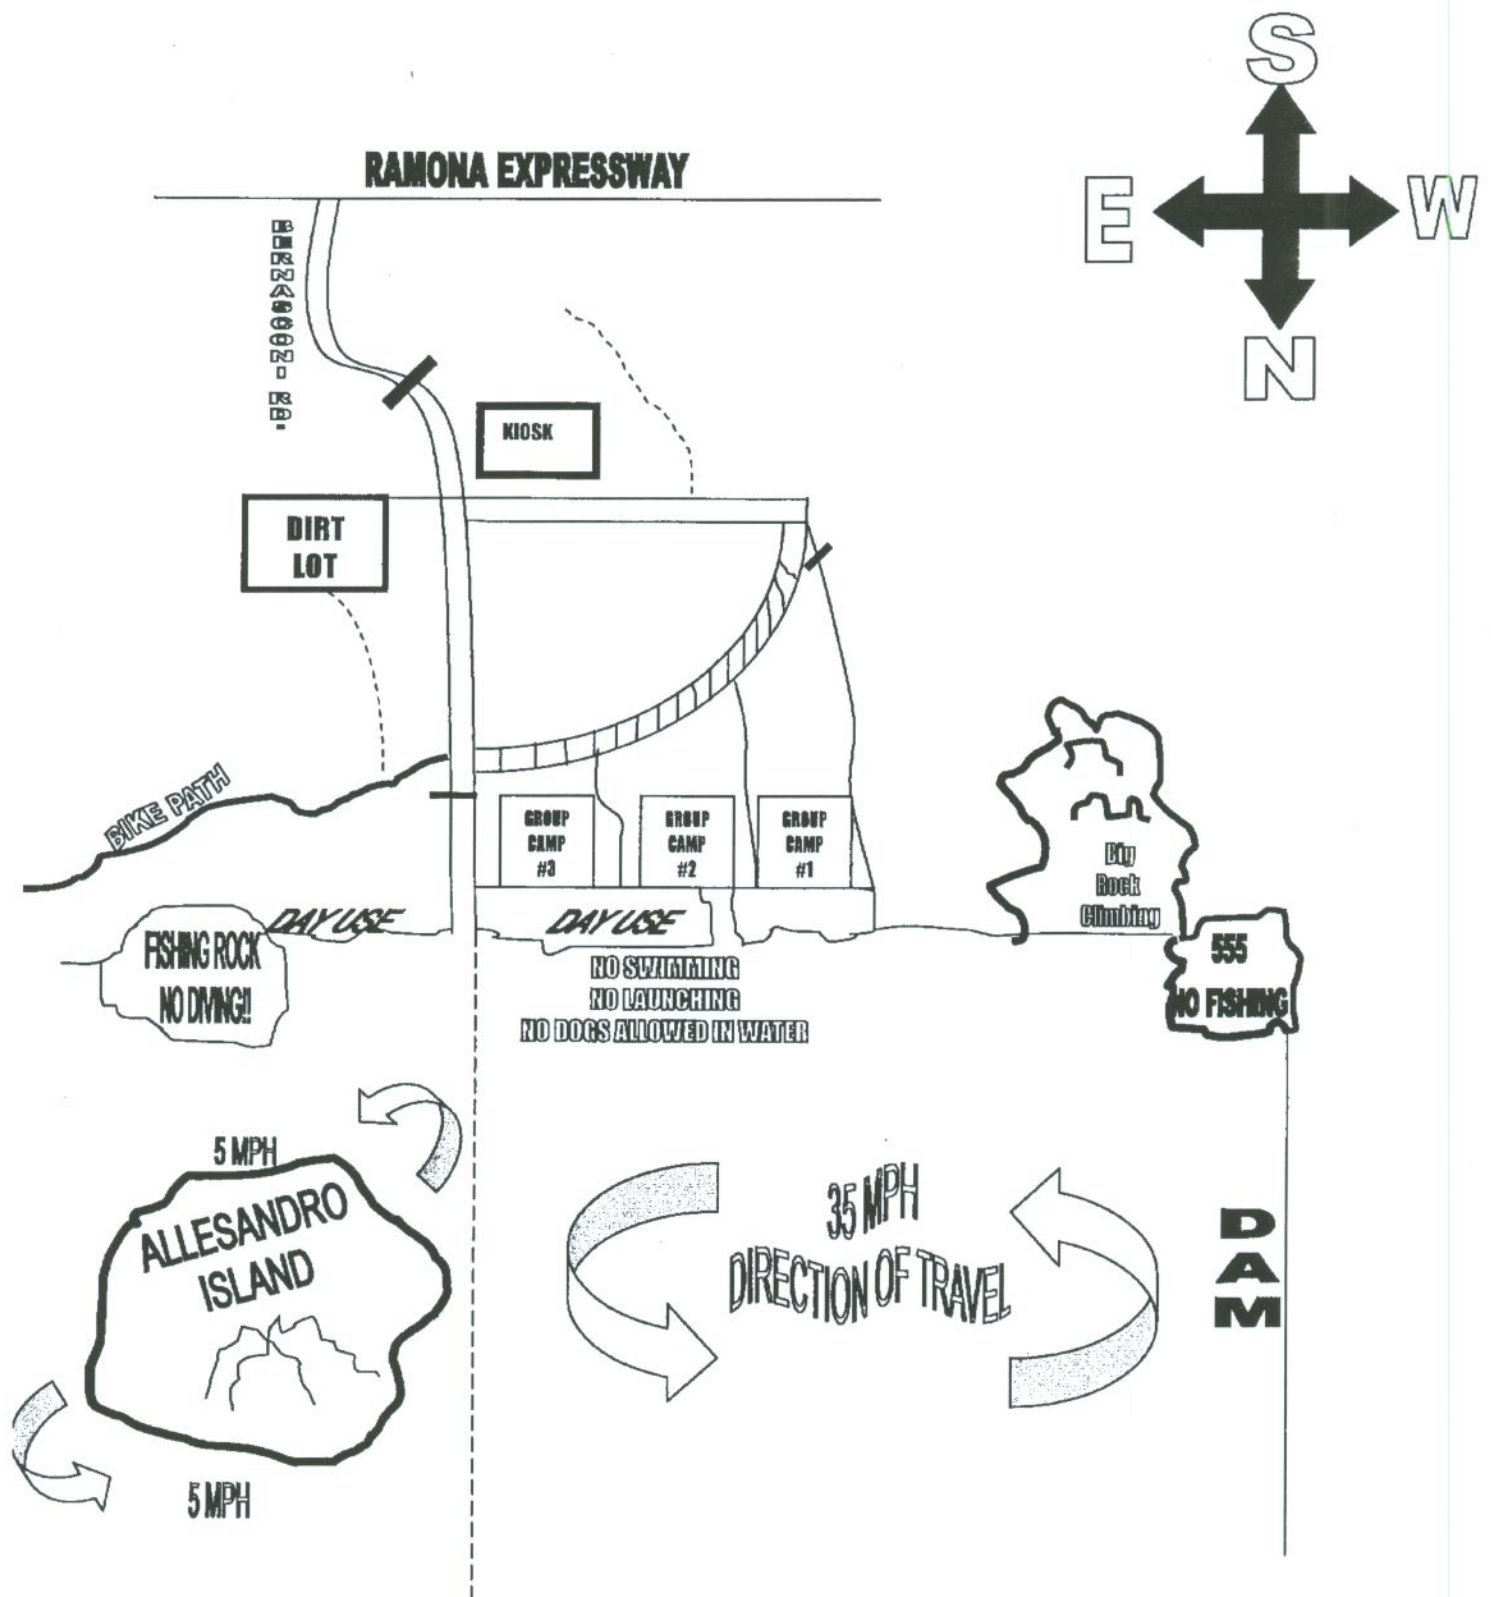 S
E
W
N
RAMONA EXPRESSWAY
BERNASCONI RD.
KIOSK
DIRT
LOT
BIKE PATH
GROUP
CAMP
#3
GROUP
CAMP
#2
GROUP
CAMP
#1
Big
Rock
Climbing
DAY USE
DAY USE
FISHING ROCK
NO DIVING!!
555
NO FISHING
NO SWIMMING
NO LAUNCHING
NO DOGS ALLOWED IN WATER
5 MPH
ALLESANDRO
ISLAND
5 MPH
35 MPH
DIRECTION OF TRAVEL
DAM